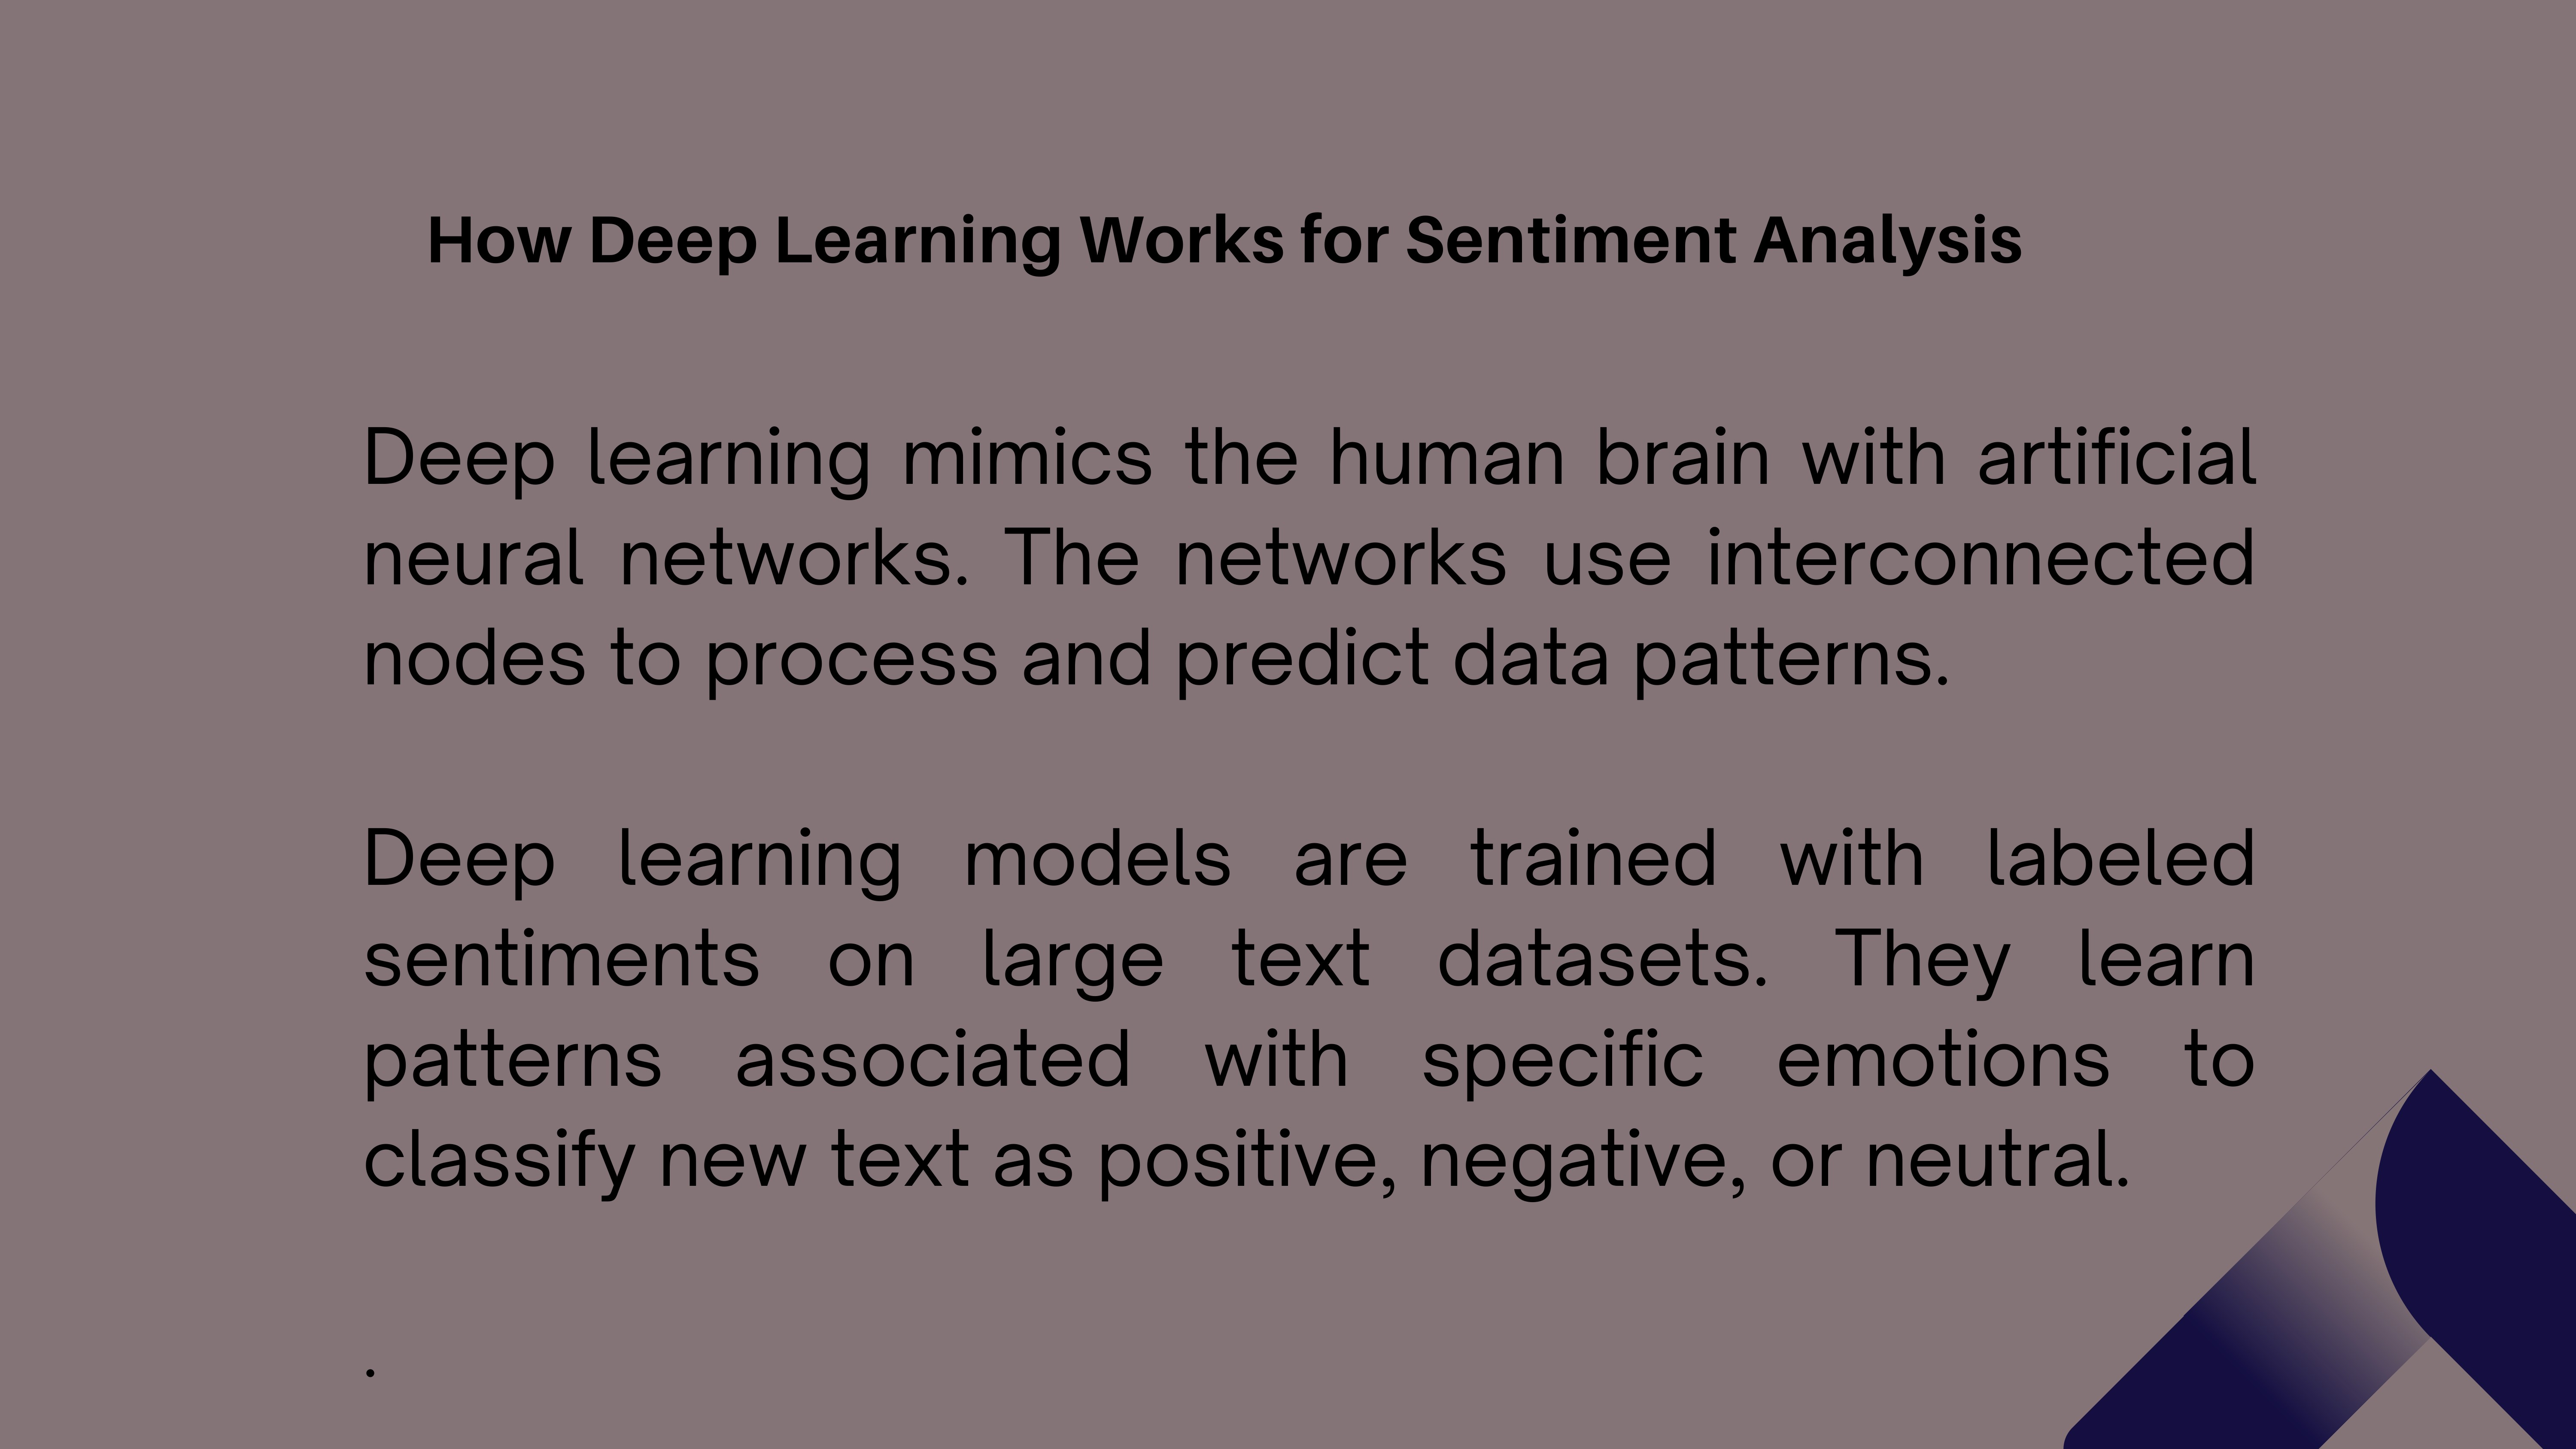 How Deep Learning Works for Sentiment Analysis
Deep learning mimics the human brain with artificial
neural networks. The networks use interconnected
nodes to process and predict data patterns.
Deep learning models are trained with labeled
sentiments on large text datasets. They learn
patterns associated with specific emotions to
classify new text as positive, negative, or neutral.
.